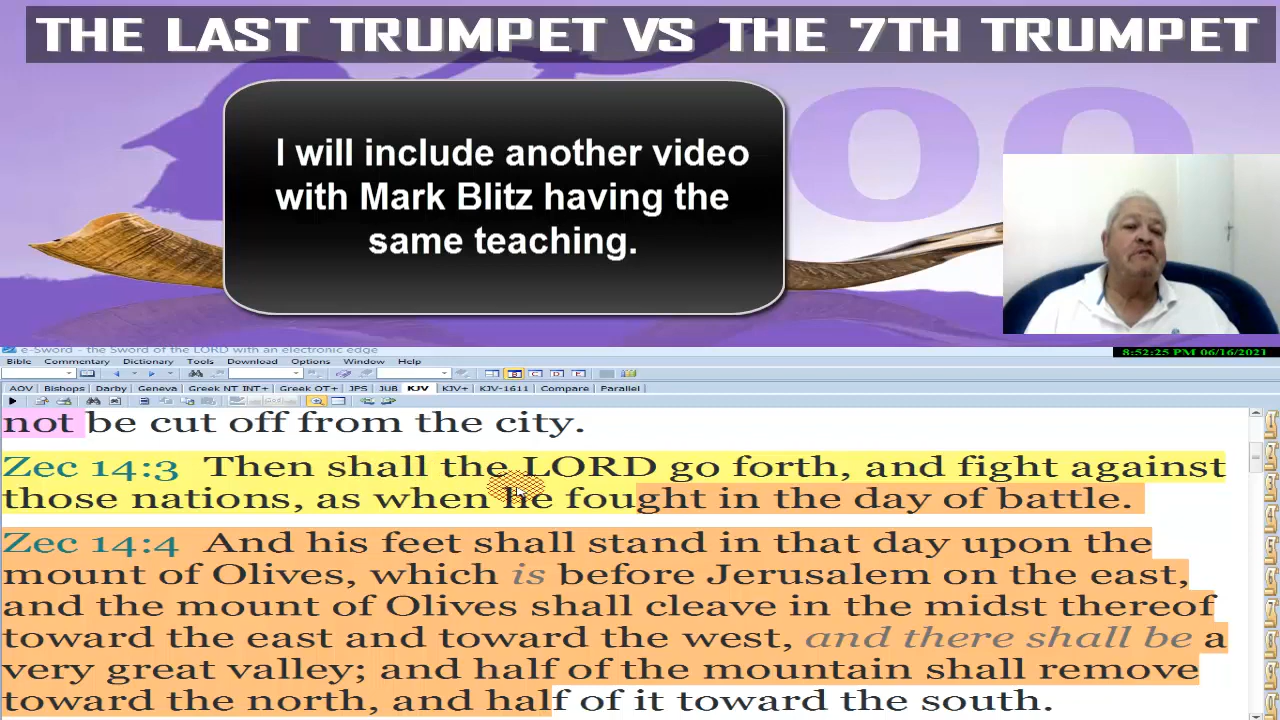 THE LAST TRUMPET VS THE 7TH TRUMPET
I will include another video
with Mark Blitz having the
same teaching.
e-Sword - the Sword of the LORD with an electronic edge
8:52:25 PM 06/16/2021
Bible Commentary Dictionary Tools Options Window Help
AOV Bishops Darby Geneva Greek NT INT+ Greek OT+ JPS JUB KJV KJV+ KJV-1611 Compare Parallel
not be cut off from the city.
Zec 14:3 Then shall the LORD go forth, and fight against
those nations, as when he fought in the day of battle.
Zec 14:4 And his feet shall stand in that day upon the
mount of Olives, which is before Jerusalem on the east,
and the mount of Olives shall cleave in the midst thereof
toward the east and toward the west, and there shall be a
very great valley; and half of the mountain shall remove
toward the north, and half of it toward the south.